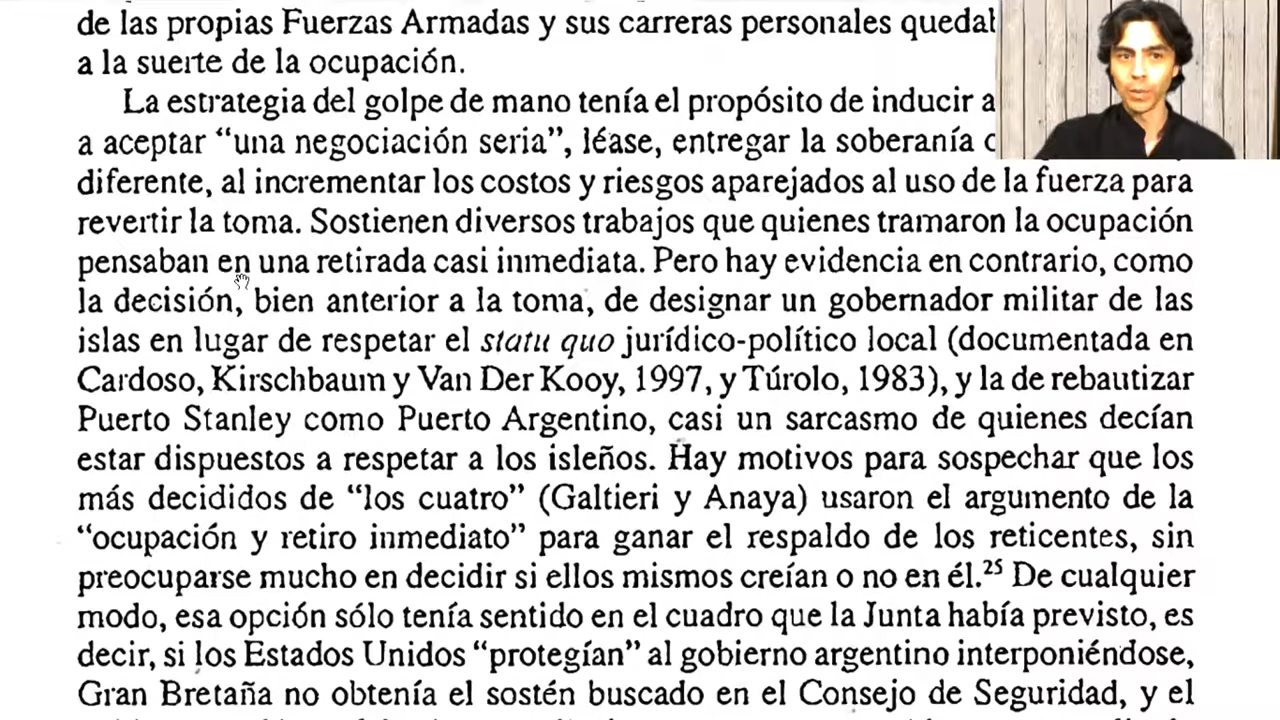 de las propias Fuerzas Armadas y sus carreras personales
a la suerte de la ocupación.
La estrategia del golpe de mano tenía el propósito de inducir a
a aceptar “una negociación seria”, léase, entregar la soberanía
diferente, al incrementar los costos y riesgos aparejados al uso de la fuerza para
revertir la toma. Sostienen diversos trabajos que quienes tramaron la ocupación
pensaban en una retirada casi inmediata. Pero hay evidencia en contrario, como
la decisión, bien anterior a la toma, de designar un gobernador militar de las
islas en lugar de respetar el statu quo jurídico-político local (documentada en
Cardoso, Kirschbaum y Van Der Kooy, 1997, y Túrolo, 1983), y la de rebautizar
Puerto Stanley como Puerto Argentino, casi un sarcasmo de quienes decían
estar dispuestos a respetar a los isleños. Hay motivos para sospechar que los
más decididos de “los cuatro” (Galtieri y Anaya) usaron el argumento de la
“ocupación y retiro inmediato” para ganar el respaldo de los reticentes, sin
preocuparse mucho en decidir si ellos mismos creían o no en él.²⁵ De cualquier
modo, esa opción sólo tenía sentido en el cuadro que la Junta había previsto, es
decir, si los Estados Unidos “protegían” al gobierno argentino interponiéndose,
Gran Bretaña no obtenía el sostén buscado en el Consejo de Seguridad, y el